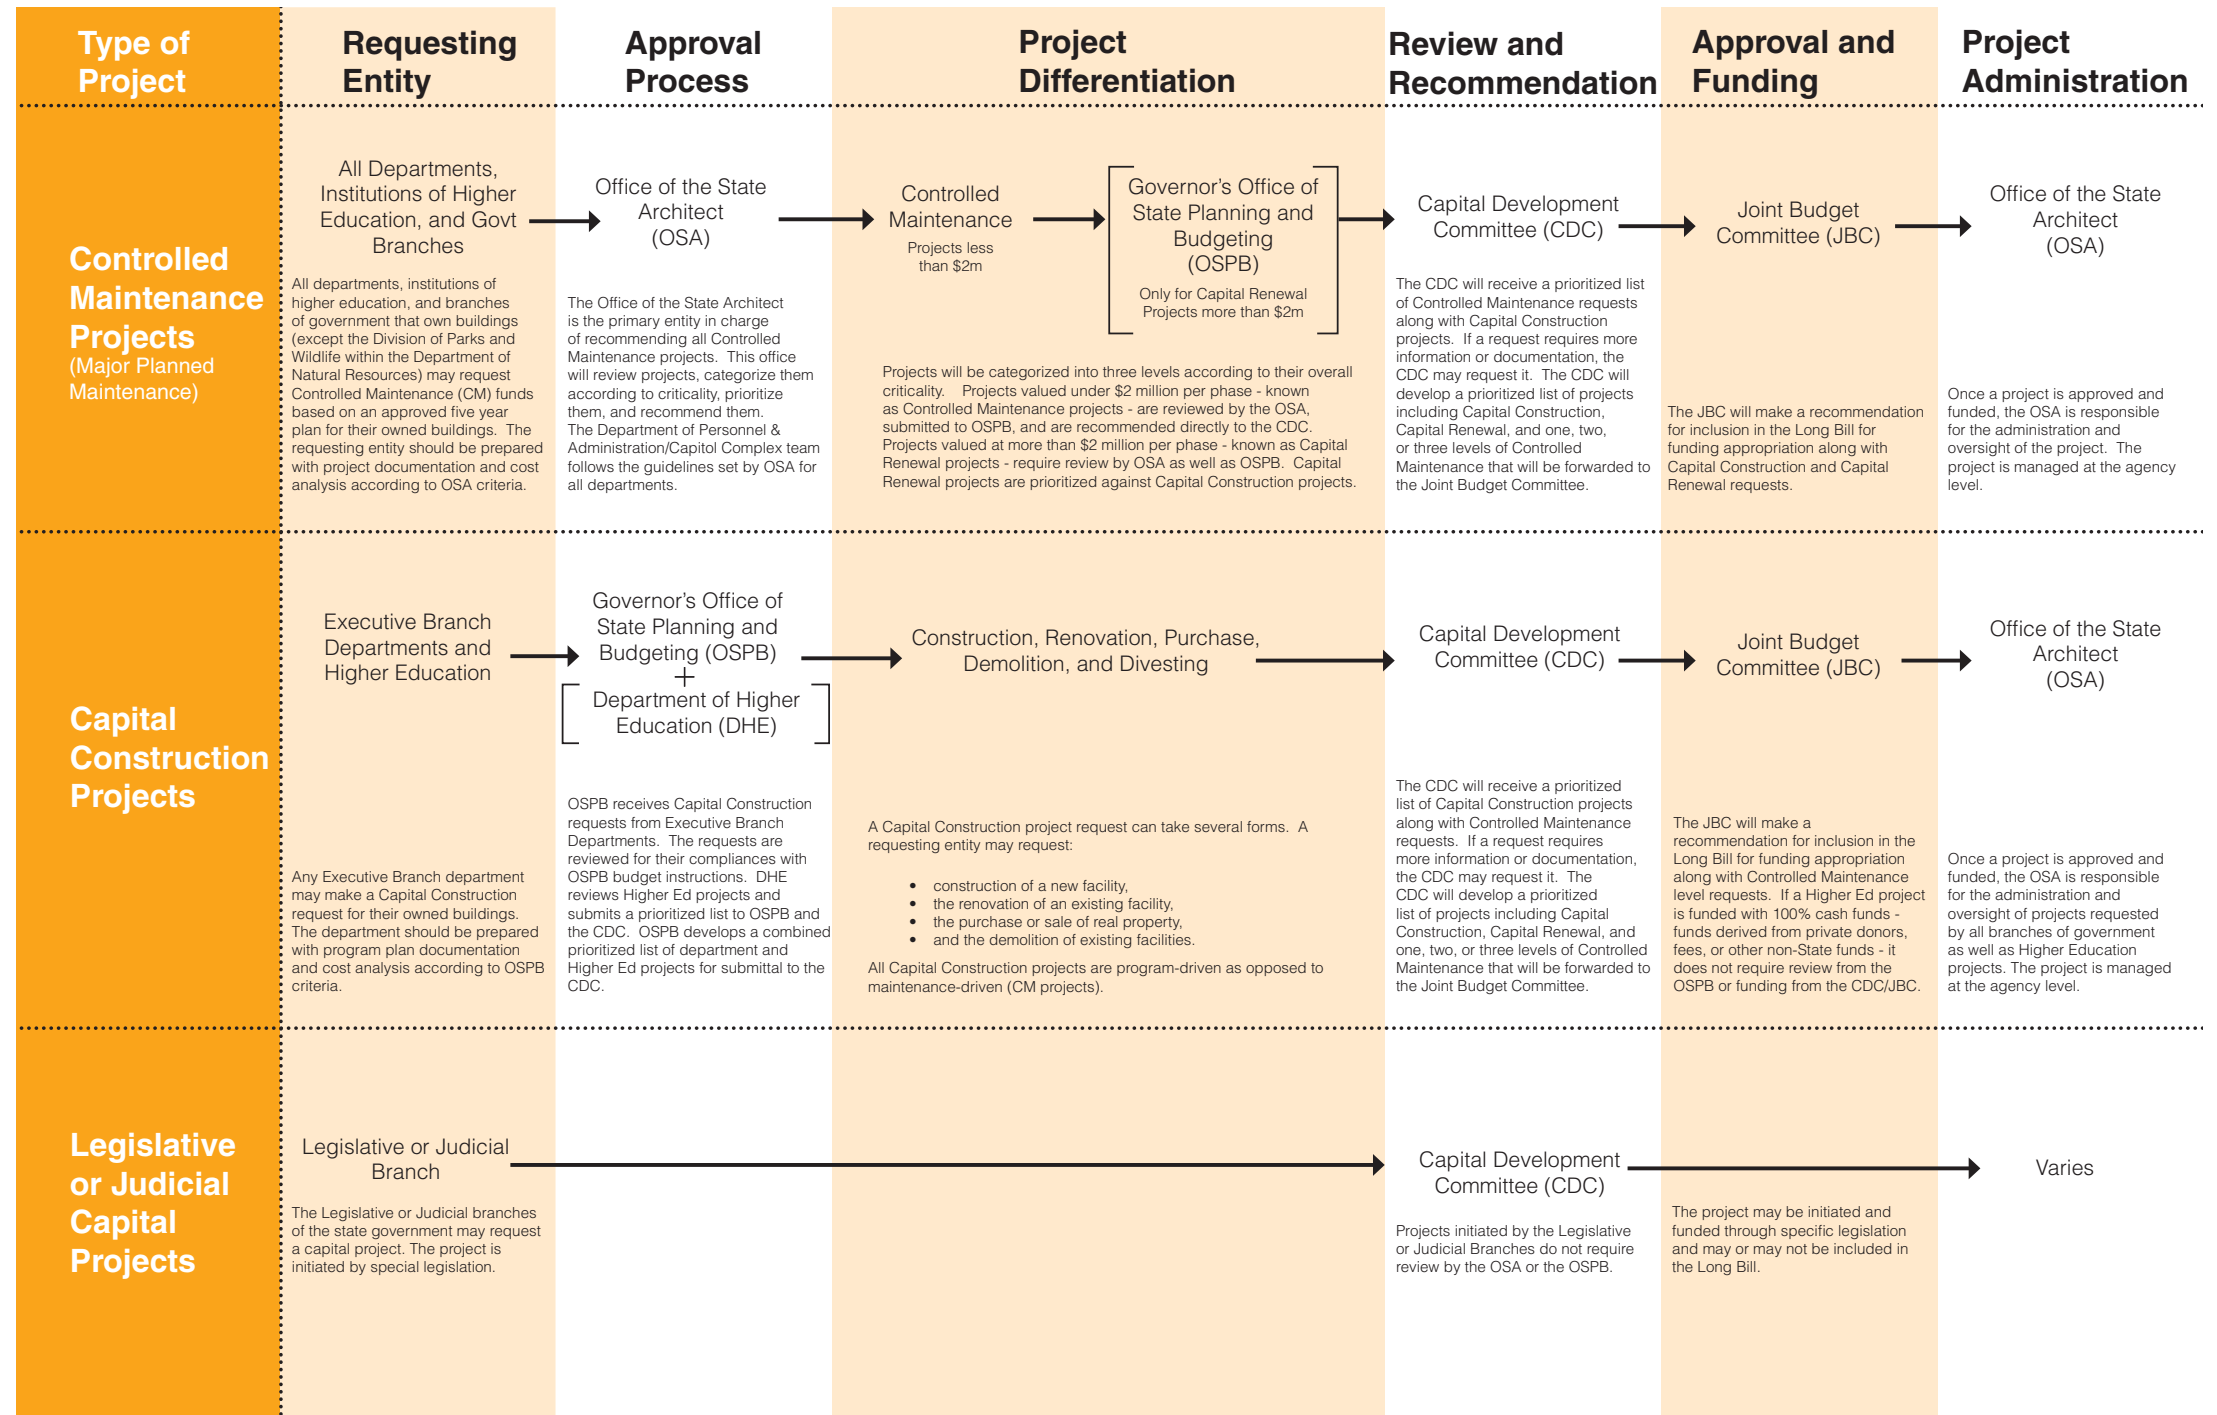 Type of
Project
Requesting
Entity
Approval
Process
Project
Differentiation
Review and
Recommendation
Approval and
Funding
Project
Administration
Controlled
Maintenance
Projects
(Major Planned
Maintenance)
All Departments,
Institutions of Higher
Education, and Govt
Branches
All departments, institutions of
higher education, and branches
of government that own buildings
(except the Division of Parks and
Wildlife within the Department of
Natural Resources) may request
Controlled Maintenance (CM) funds
based on an approved five year
plan for their owned buildings.  The
requesting entity should be prepared
with project documentation and cost
analysis according to OSA criteria.
Office of the State
Architect
(OSA)
The Office of the State Architect
is the primary entity in charge
of recommending all Controlled
Maintenance projects.  This office
will review projects, categorize them
according to criticality, prioritize
them, and recommend them.
The Department of Personnel &
Administration/Capitol Complex team
follows the guidelines set by OSA for
all departments.
Controlled
Maintenance
Projects less
than $2m
Governor's Office of
State Planning and
Budgeting
(OSPB)
Only for Capital Renewal
Projects more than $2m
Projects will be categorized into three levels according to their overall
criticality.    Projects valued under $2 million per phase - known
as Controlled Maintenance projects - are reviewed by the OSA,
submitted to OSPB, and are recommended directly to the CDC.
Projects valued at more than $2 million per phase - known as Capital
Renewal projects - require review by OSA as well as OSPB.  Capital
Renewal projects are prioritized against Capital Construction projects.
Capital Development
Committee (CDC)
The CDC will receive a prioritized list
of Controlled Maintenance requests
along with Capital Construction
projects.  If a request requires more
information or documentation, the
CDC may request it.  The CDC will
develop a prioritized list of projects
including Capital Construction,
Capital Renewal, and one, two,
or three levels of Controlled
Maintenance that will be forwarded to
the Joint Budget Committee.
Joint Budget
Committee (JBC)
The JBC will make a recommendation
for inclusion in the Long Bill for
funding appropriation along with
Capital Construction and Capital
Renewal requests.
Office of the State
Architect
(OSA)
Once a project is approved and
funded, the OSA is responsible
for the administration and
oversight of the project.  The
project is managed at the agency
level.
Capital
Construction
Projects
Executive Branch
Departments and
Higher Education
Any Executive Branch department
may make a Capital Construction
request for their owned buildings.
The department should be prepared
with program plan documentation
and cost analysis according to OSPB
criteria.
Governor's Office of
State Planning and
Budgeting (OSPB)
+
Department of Higher
Education (DHE)
OSPB receives Capital Construction
requests from Executive Branch
Departments.  The requests are
reviewed for their compliances with
OSPB budget instructions.  DHE
reviews Higher Ed projects and
submits a prioritized list to OSPB and
the CDC.  OSPB develops a combined
prioritized list of department and
Higher Ed projects for submittal to the
CDC.
Construction, Renovation, Purchase,
Demolition, and Divesting
A Capital Construction project request can take several forms.  A
requesting entity may request:
• construction of a new facility,
• the renovation of an existing facility,
• the purchase or sale of real property,
• and the demolition of existing facilities.
All Capital Construction projects are program-driven as opposed to
maintenance-driven (CM projects).
Capital Development
Committee (CDC)
The CDC will receive a prioritized
list of Capital Construction projects
along with Controlled Maintenance
requests.  If a request requires
more information or documentation,
the CDC may request it.  The
CDC will develop a prioritized
list of projects including Capital
Construction, Capital Renewal, and
one, two, or three levels of Controlled
Maintenance that will be forwarded to
the Joint Budget Committee.
Joint Budget
Committee (JBC)
The JBC will make a
recommendation for inclusion in the
Long Bill for funding appropriation
along with Controlled Maintenance
level requests.  If a Higher Ed project
is funded with 100% cash funds -
funds derived from private donors,
fees, or other non-State funds - it
does not require review from the
OSPB or funding from the CDC/JBC.
Office of the State
Architect
(OSA)
Once a project is approved and
funded, the OSA is responsible
for the administration and
oversight of projects requested
by all branches of government
as well as Higher Education
projects. The project is managed
at the agency level.
Legislative
or Judicial
Capital
Projects
Legislative or Judicial
Branch
The Legislative or Judicial branches
of the state government may request
a capital project. The project is
initiated by special legislation.
Capital Development
Committee (CDC)
Projects initiated by the Legislative
or Judicial Branches do not require
review by the OSA or the OSPB.
The project may be initiated and
funded through specific legislation
and may or may not be included in
the Long Bill.
Varies